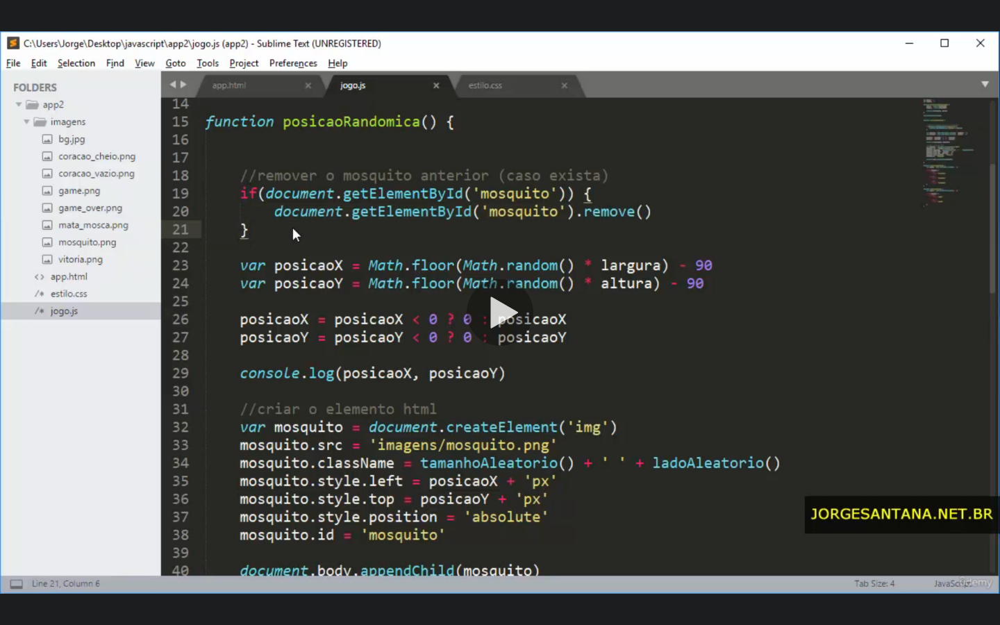 C:\Users\Jorge\Desktop\javascript\app2\jogo.js (app2) - Sublime Text (UNREGISTERED)
File Edit Selection Find View Goto Tools Project Preferences Help
FOLDERS
app2
imagens
bg.jpg
coracao_cheio.png
coracao_vazio.png
game.png
game_over.png
mata_mosca.png
mosquito.png
vitoria.png
<> app.html
/* estilo.css
/* jogo.js
app.html jogo.js estilo.css
14
15 function posicaoRandomica() {
16
17
18 //remover o mosquito anterior (caso exista)
19 if(document.getElementById('mosquito')) {
20 document.getElementById('mosquito').remove()
21 }
22
23 var posicaoX = Math.floor(Math.random() * largura) - 90
24 var posicaoY = Math.floor(Math.random() * altura) - 90
25
26 posicaoX = posicaoX < 0 ? 0 : posicaoX
27 posicaoY = posicaoY < 0 ? 0 : posicaoY
28
29 console.log(posicaoX, posicaoY)
30
31 //criar o elemento html
32 var mosquito = document.createElement('img')
33 mosquito.src = 'imagens/mosquito.png'
34 mosquito.className = tamanhoAleatorio() + ' ' + ladoAleatorio()
35 mosquito.style.left = posicaoX + 'px'
36 mosquito.style.top = posicaoY + 'px'
37 mosquito.style.position = 'absolute'
38 mosquito.id = 'mosquito'
39
40 document.body.appendChild(mosquito)
JORGESANTANA.NET.BR
Line 21, Column 6 Tab Size: 4 JavaScript
udemy